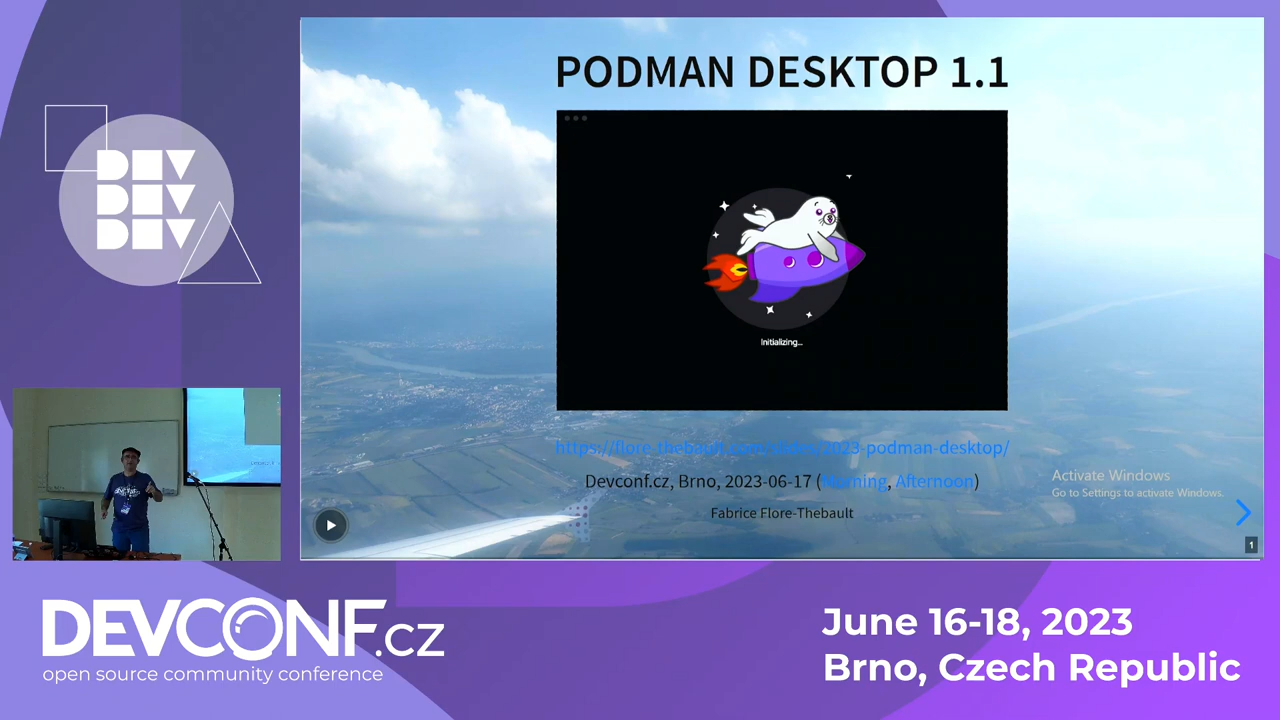 DEV
DEV
DEV
PODMAN DESKTOP 1.1
Initializing...
https://flore-thebault.com/slides/2023-podman-desktop/
Devconf.cz, Brno, 2023-06-17 (Morning, Afternoon)
Fabrice Flore-Thebault
Activate Windows
Go to Settings to activate Windows.
1
DEVCONF.cz
open source community conference
June 16-18, 2023
Brno, Czech Republic